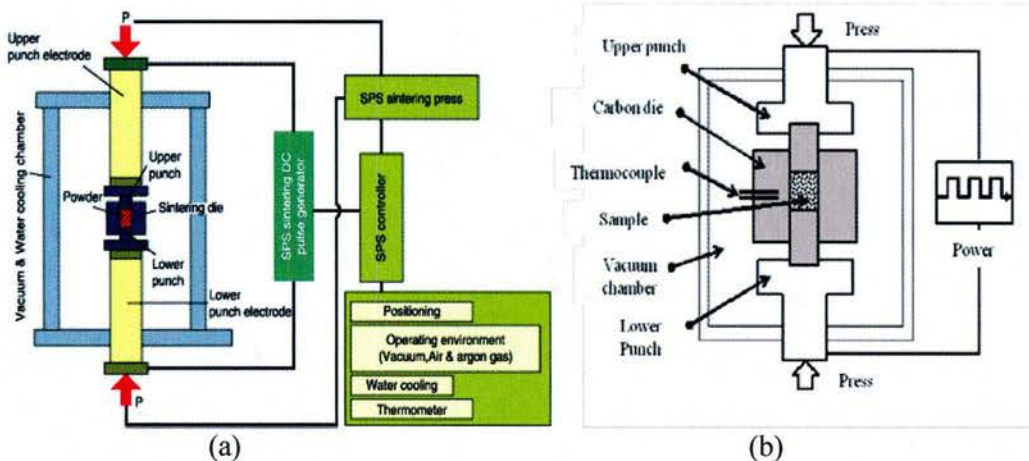 P
Upper
punch electrode
Vacuum & Water cooling chamber
Upper
punch
Powder
Sintering die
Lower
punch
Lower
punch electrode
P
SPS sintering press
SPS sintering DC
pulse generator
SPS controller
Positioning
Operating environment
(Vacuum,Air & argon gas)
Water cooling
Thermometer
(a)
Press
Upper punch
Carbon die
Thermocouple
Sample
Vacuum
chamber
Lower
Punch
Power
Press
(b)